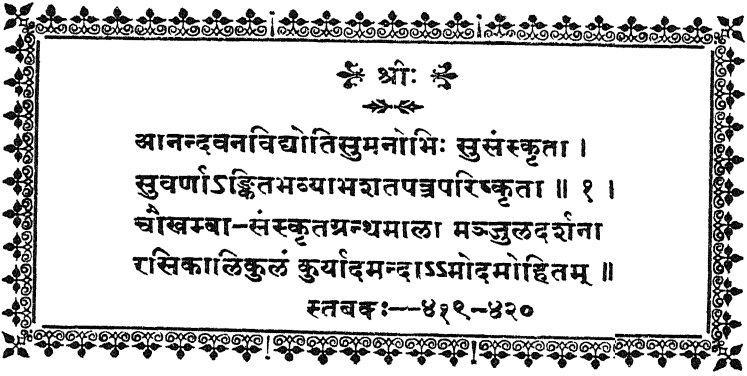 श्रीः
आनन्दवनविद्योतिसुमनोभिः सुसंस्कृता ।
सुवर्णाऽङ्कितभव्याभशतपत्रपरिष्कृता ॥ १ ।
चौखम्बा-संस्कृतग्रन्थमाला मञ्जुलदर्शना
रसिकालिकुलं कुर्यादमन्दाऽऽमोदमोहितम् ॥
स्तबकः—४१९-४२०